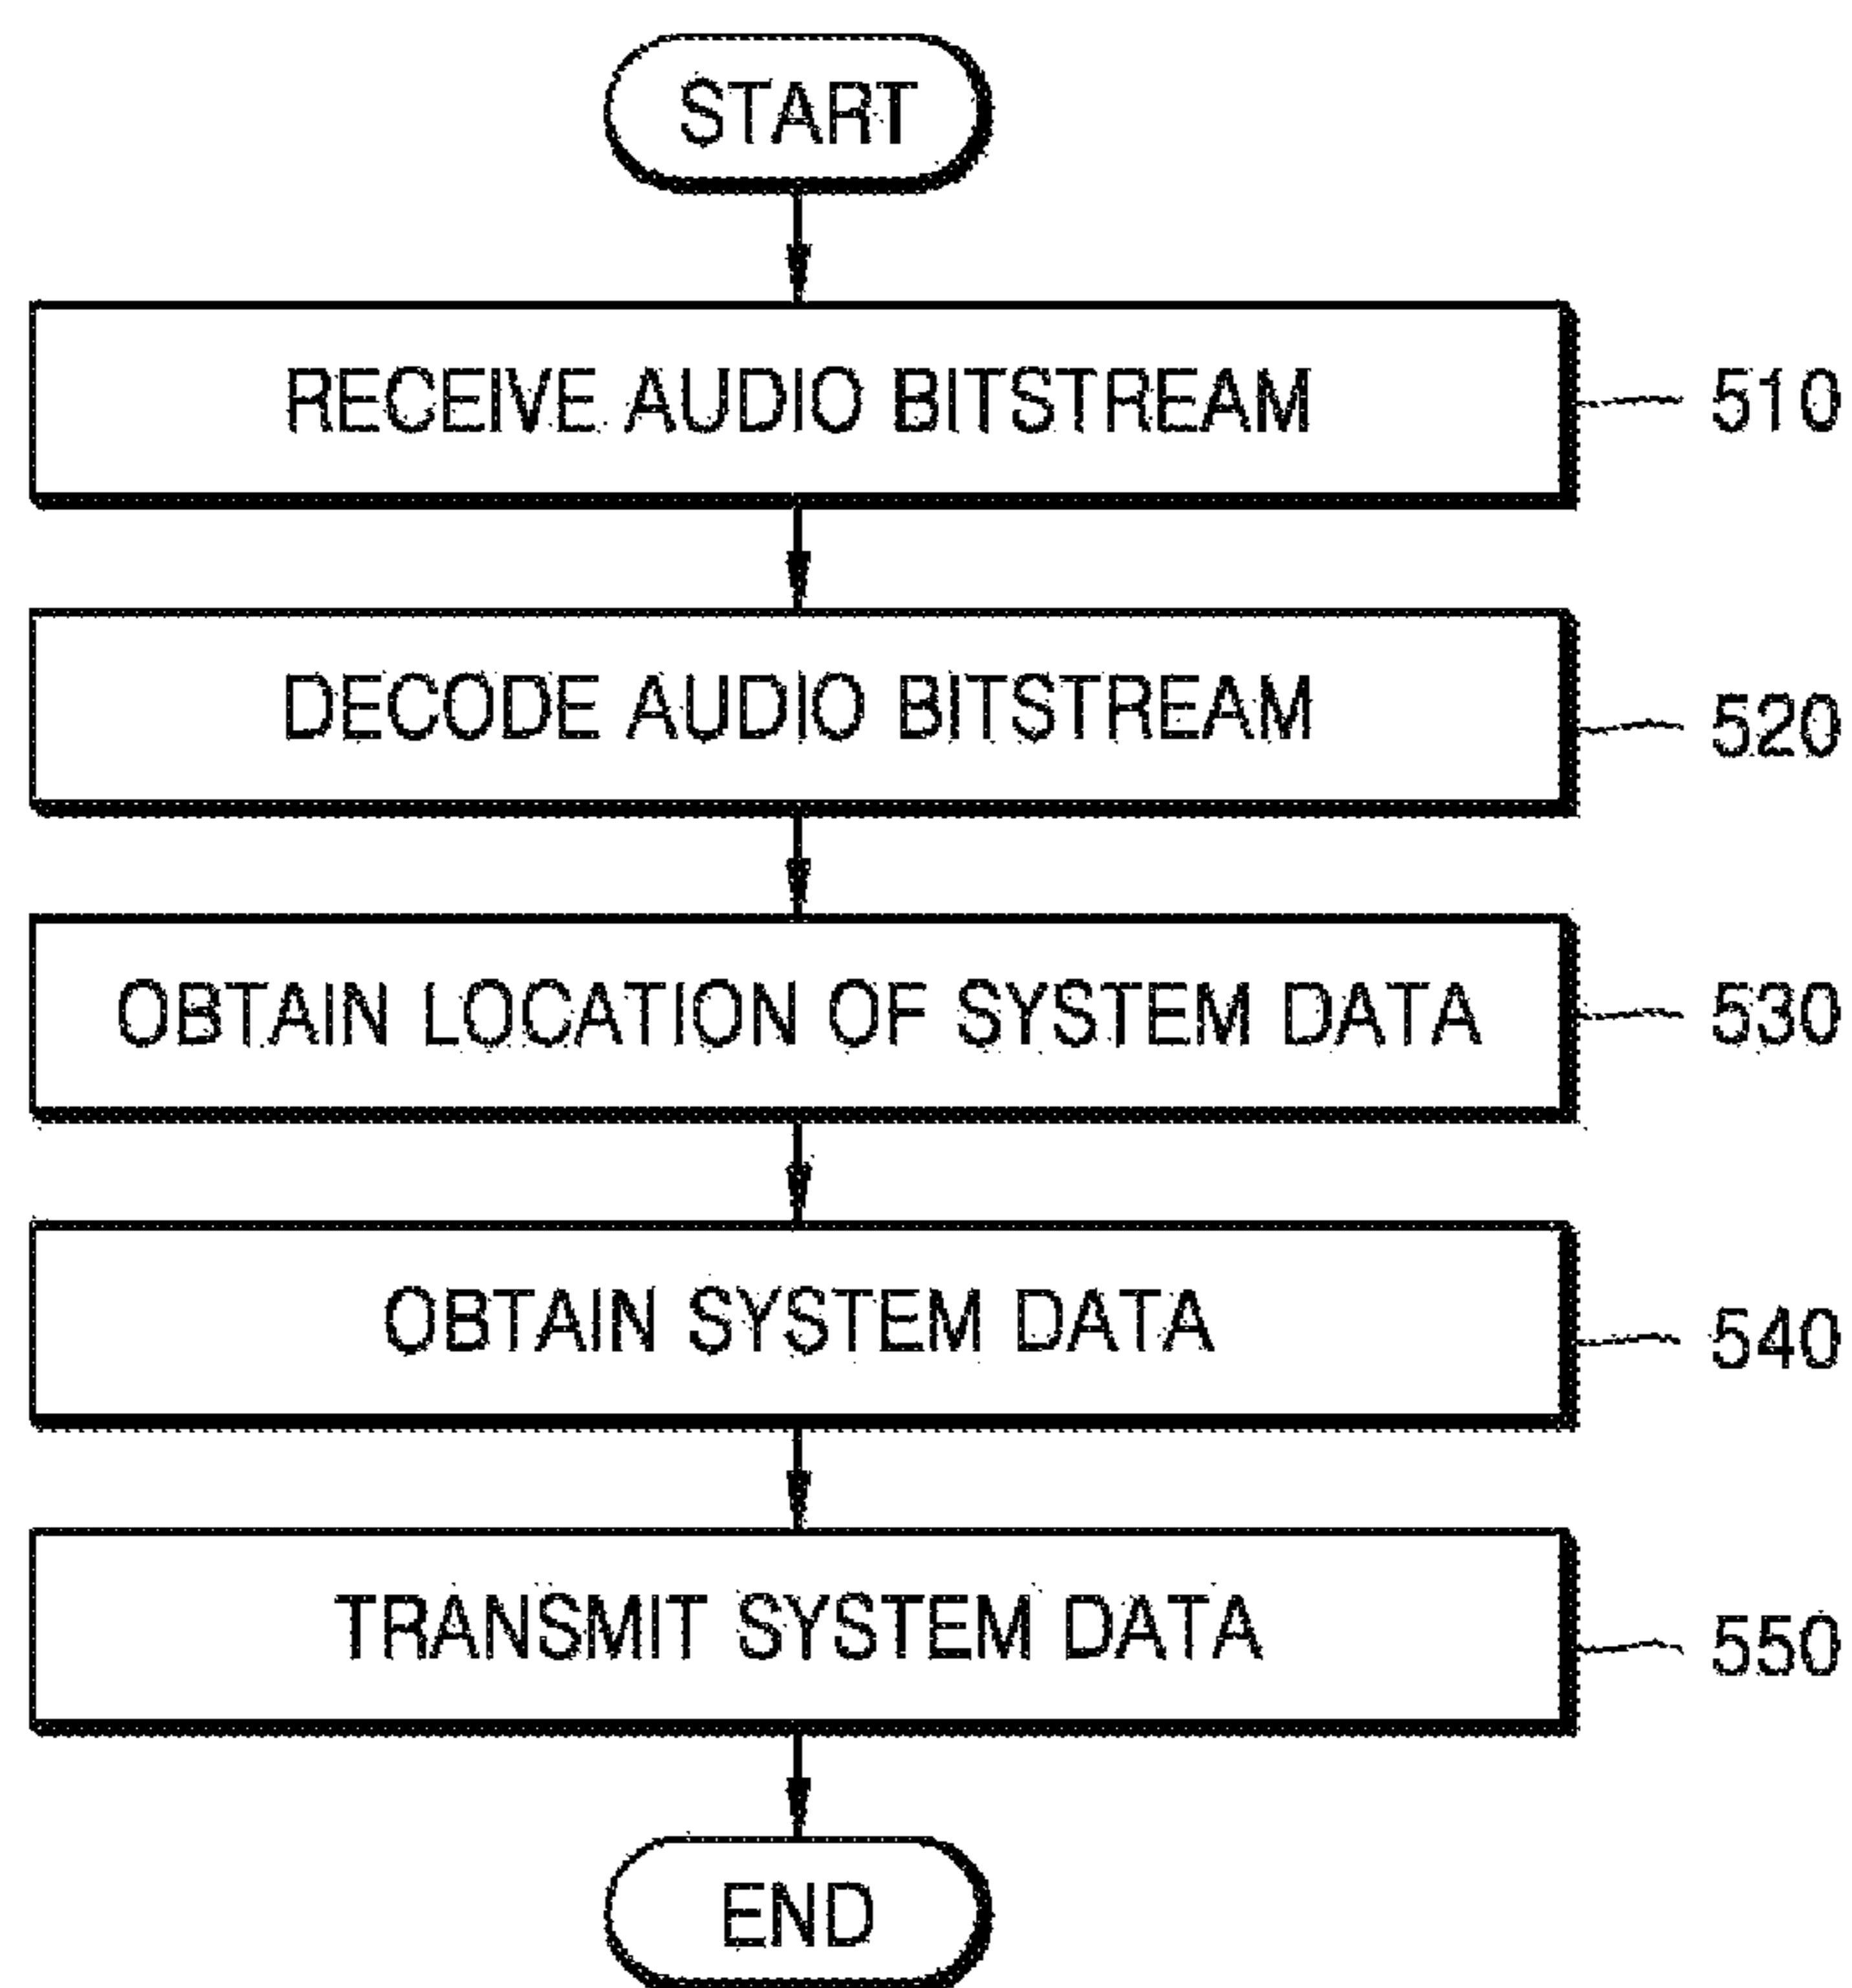 START
RECEIVE AUDIO BITSTREAM 510
DECODE AUDIO BITSTREAM 520
OBTAIN LOCATION OF SYSTEM DATA 530
OBTAIN SYSTEM DATA 540
TRANSMIT SYSTEM DATA 550
END